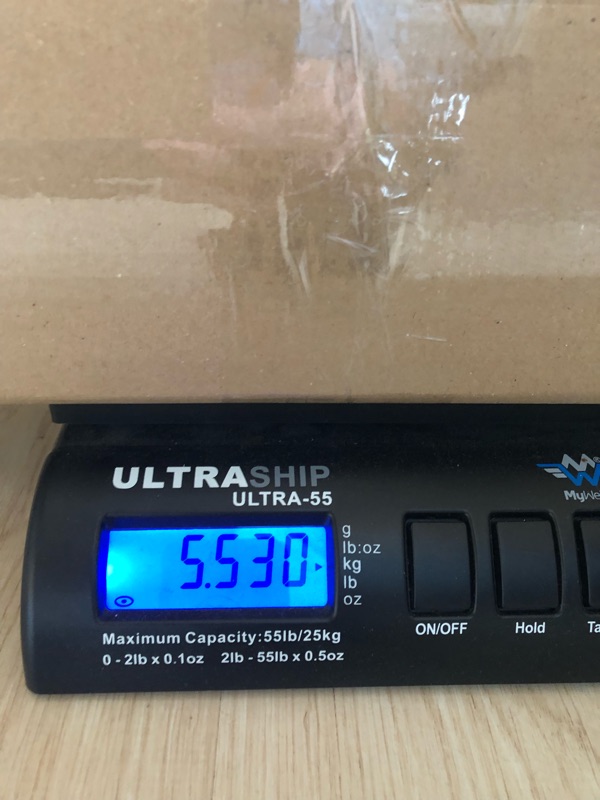 ULTRASHIP
ULTRA-55
5.530
g
lb:oz
kg
lb
oz
ON/OFF
Hold
Maximum Capacity:55lb/25kg
0 - 2lb x 0.1oz 2lb - 55lb x 0.5oz